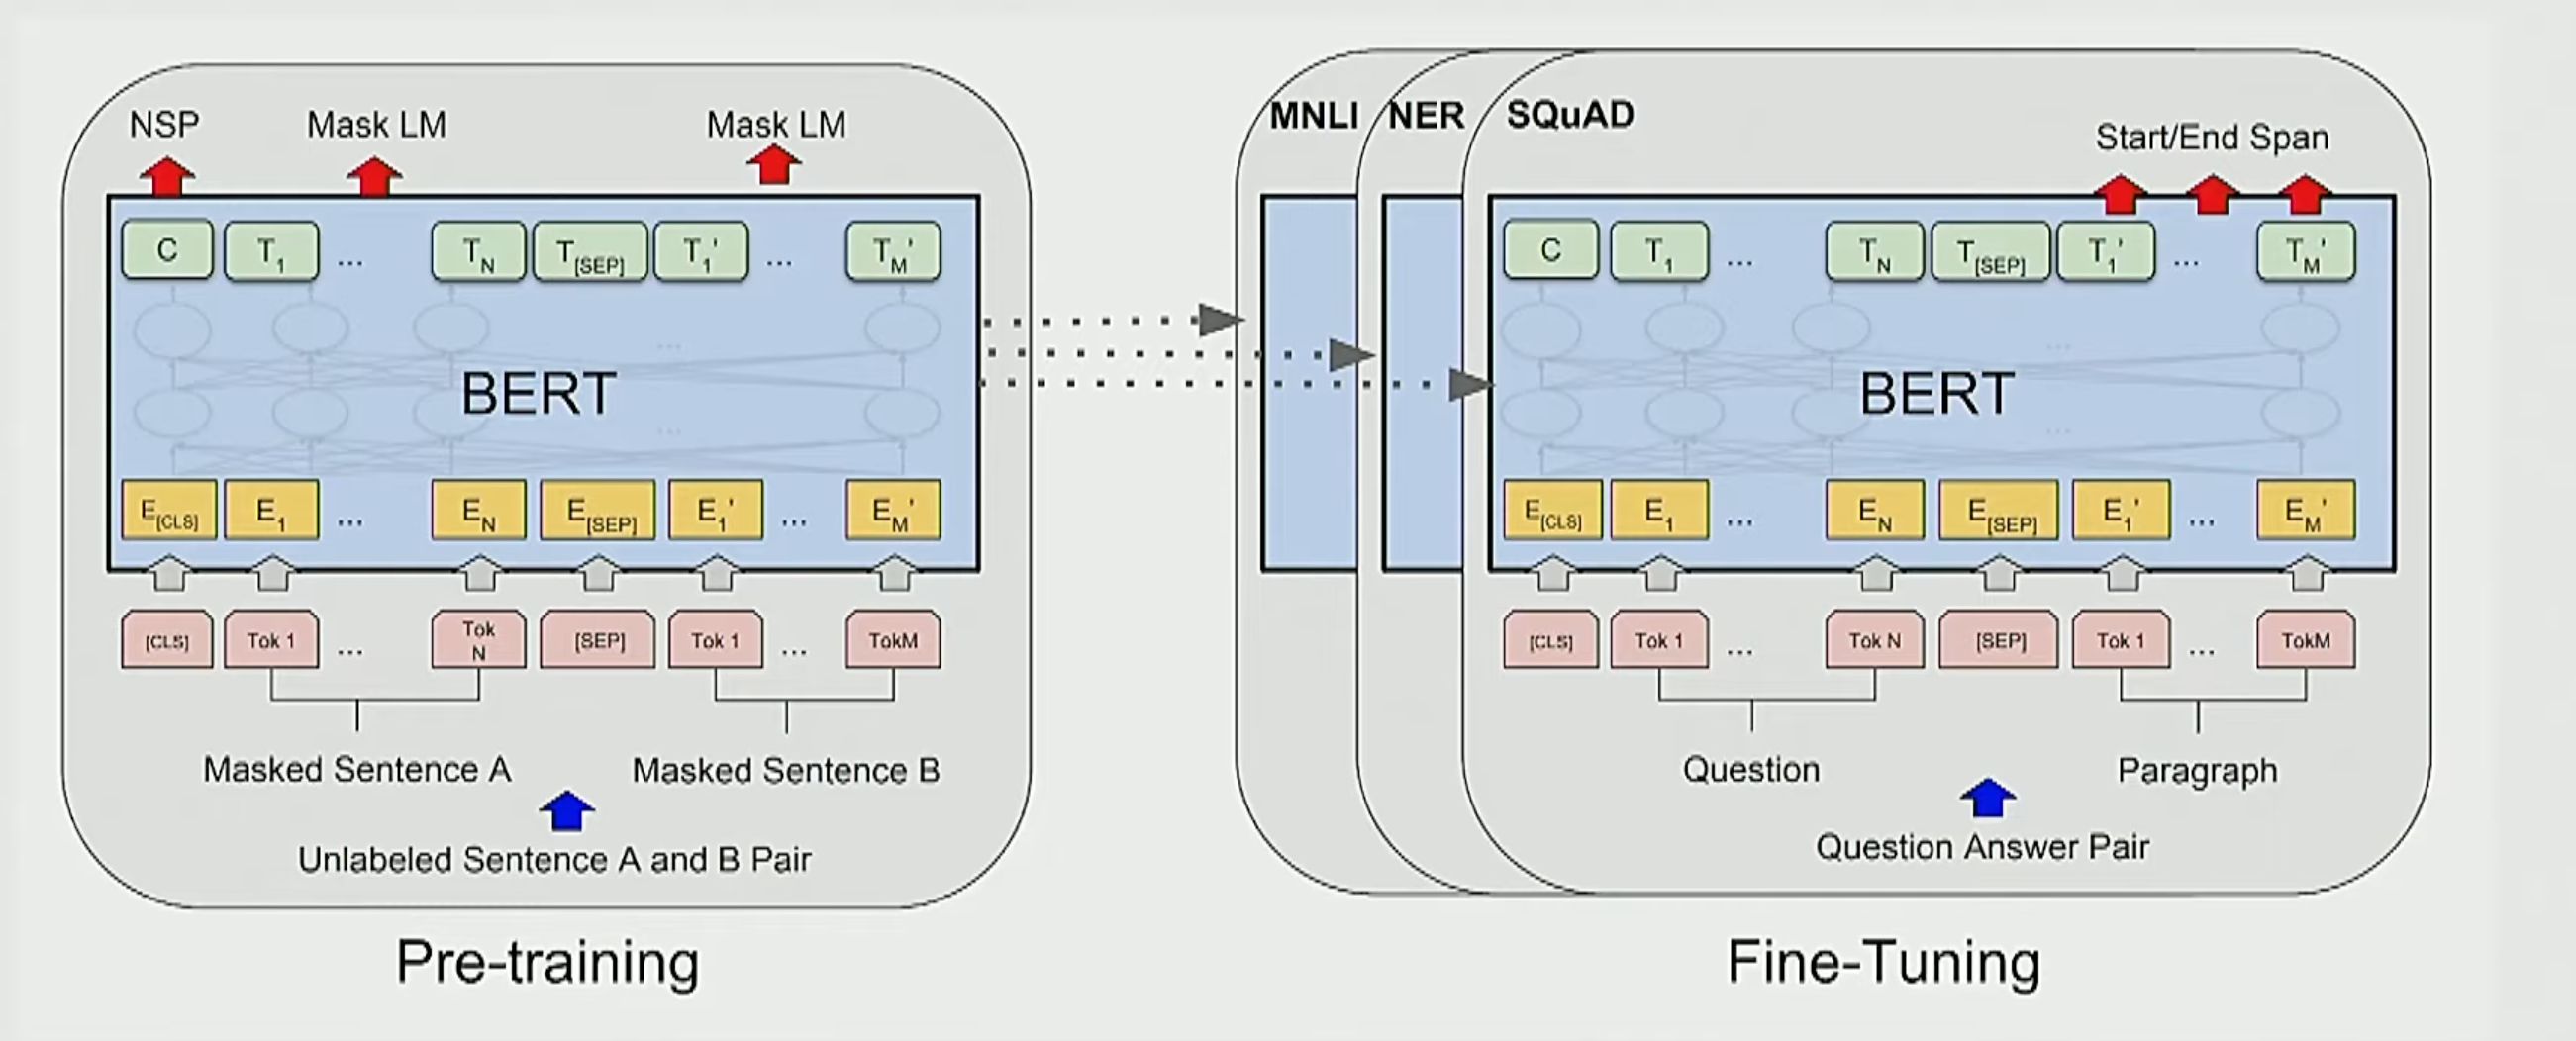 NSP Mask LM Mask LM
C T1 ... TN T[SEP] T1' ... TM'
BERT
E[CLS] E1 ... EN E[SEP] E1' ... EM'
[CLS] Tok 1 ... Tok N [SEP] Tok 1 ... TokM
Masked Sentence A Masked Sentence B
Unlabeled Sentence A and B Pair
Pre-training
MNLI NER SQuAD
Start/End Span
C T1 ... TN T[SEP] T1' ... TM'
BERT
E[CLS] E1 ... EN E[SEP] E1' ... EM'
[CLS] Tok 1 ... Tok N [SEP] Tok 1 ... TokM
Question Paragraph
Question Answer Pair
Fine-Tuning